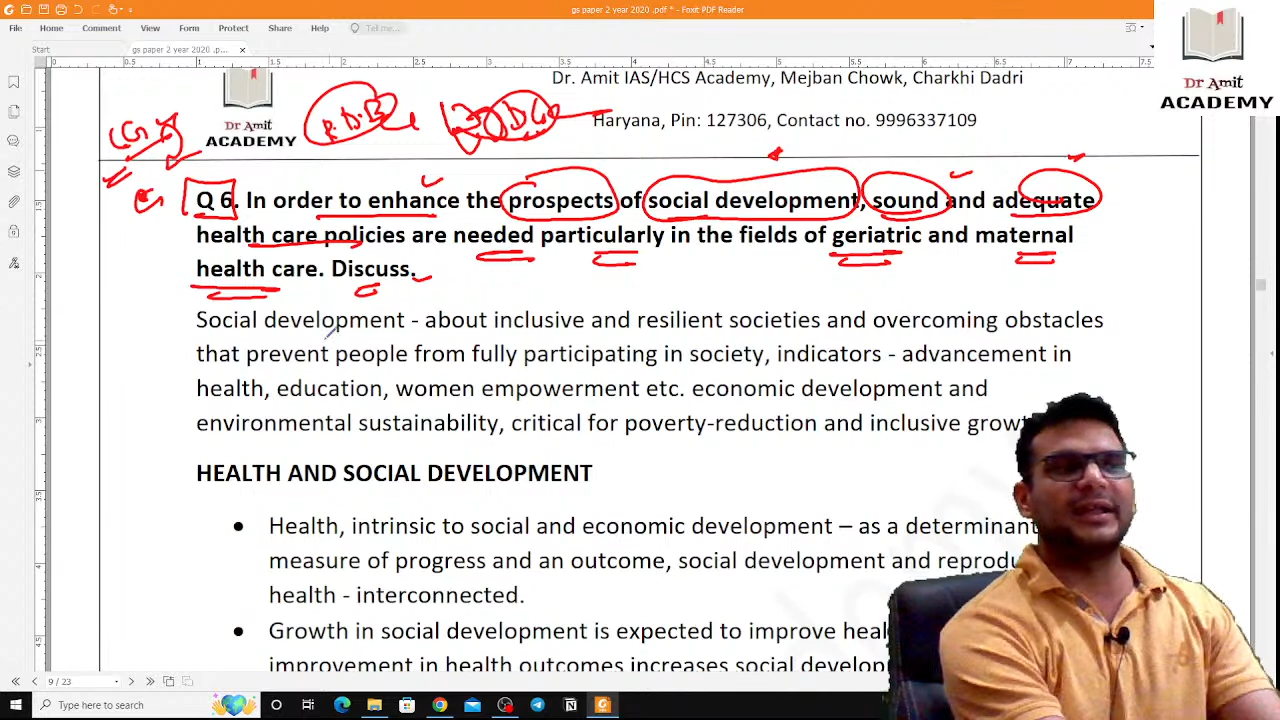 gs paper 2 year 2020 .pdf * - Foxit PDF Reader
File Home Comment View Form Protect Share Help Tell me...
Start gs paper 2 year 2020 .p...
Dr Amit
ACADEMY
Dr. Amit IAS/HCS Academy, Mejban Chowk, Charkhi Dadri
Haryana, Pin: 127306, Contact no. 9996337109
Dr Amit
ACADEMY
Q 6. In order to enhance the prospects of social development, sound and adequate
health care policies are needed particularly in the fields of geriatric and maternal
health care. Discuss.
Social development - about inclusive and resilient societies and overcoming obstacles
that prevent people from fully participating in society, indicators - advancement in
health, education, women empowerment etc. economic development and
environmental sustainability, critical for poverty-reduction and inclusive grow
HEALTH AND SOCIAL DEVELOPMENT
• Health, intrinsic to social and economic development – as a determinant
measure of progress and an outcome, social development and reprodu
health - interconnected.
• Growth in social development is expected to improve heal
improvement in health outcomes increases social develop
9 / 23
Type here to search